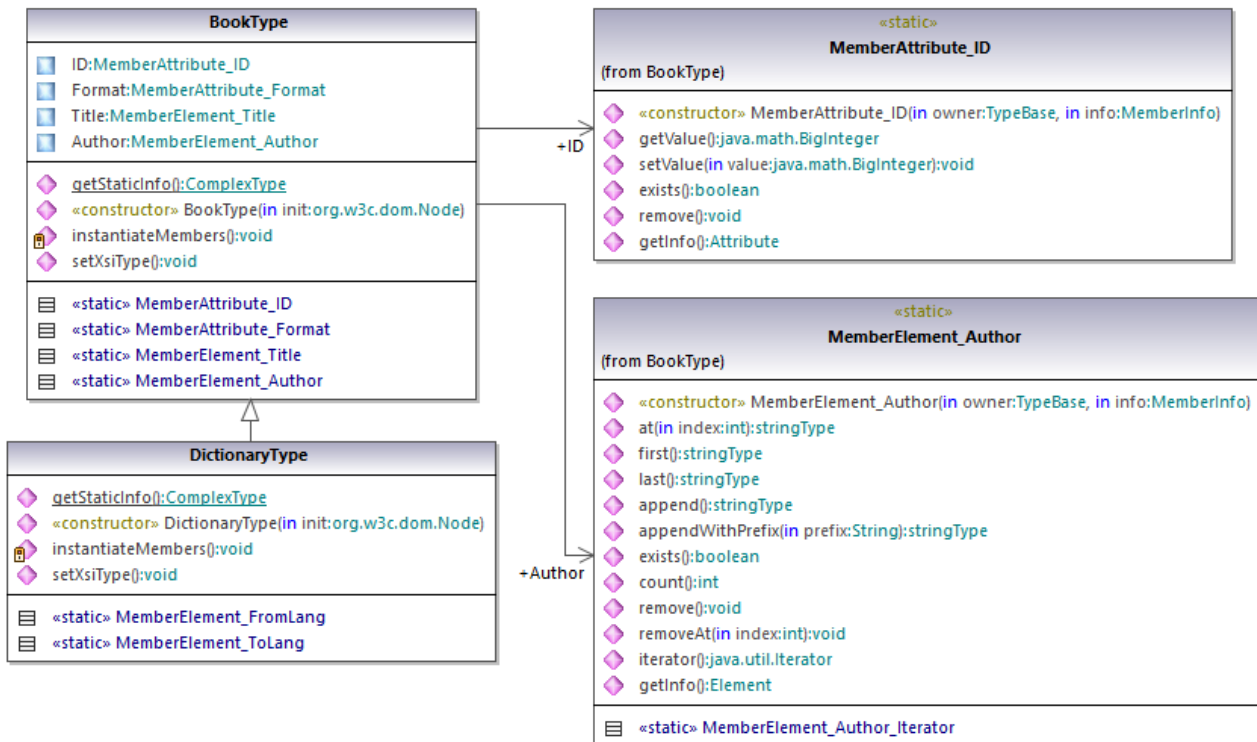 BookType
ID:MemberAttribute_ID
Format:MemberAttribute_Format
Title:MemberElement_Title
Author:MemberElement_Author
getStaticInfo():ComplexType
«constructor» BookType(in init:org.w3c.dom.Node)
instantiateMembers():void
setXsiType():void
«static» MemberAttribute_ID
«static» MemberAttribute_Format
«static» MemberElement_Title
«static» MemberElement_Author
DictionaryType
getStaticInfo():ComplexType
«constructor» DictionaryType(in init:org.w3c.dom.Node)
instantiateMembers():void
setXsiType():void
«static» MemberElement_FromLang
«static» MemberElement_ToLang
+ID
+Author
«static»
MemberAttribute_ID
(from BookType)
«constructor» MemberAttribute_ID(in owner:TypeBase, in info:MemberInfo)
getValue():java.math.BigInteger
setValue(in value:java.math.BigInteger):void
exists():boolean
remove():void
getInfo():Attribute
«static»
MemberElement_Author
(from BookType)
«constructor» MemberElement_Author(in owner:TypeBase, in info:MemberInfo)
at(in index:int):stringType
first():stringType
last():stringType
append():stringType
appendWithPrefix(in prefix:String):stringType
exists():boolean
count():int
remove():void
removeAt(in index:int):void
iterator():java.util.Iterator
getInfo():Element
«static» MemberElement_Author_Iterator